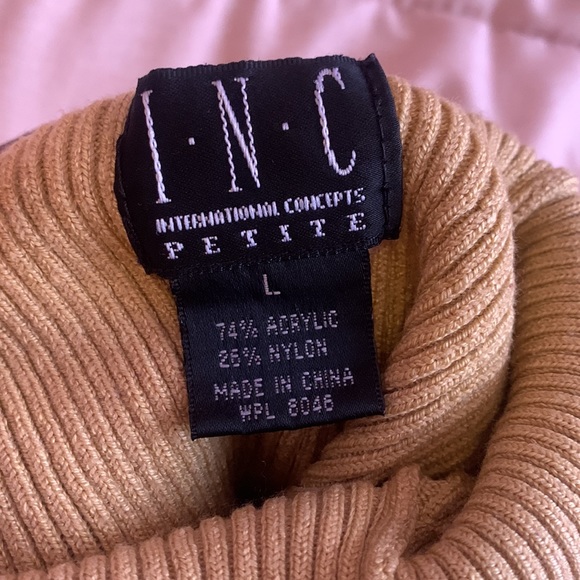 I·N·C
INTERNATIONAL CONCEPTS
PETITE
L
74% ACRYLIC
26% NYLON
MADE IN CHINA
WPL 8046